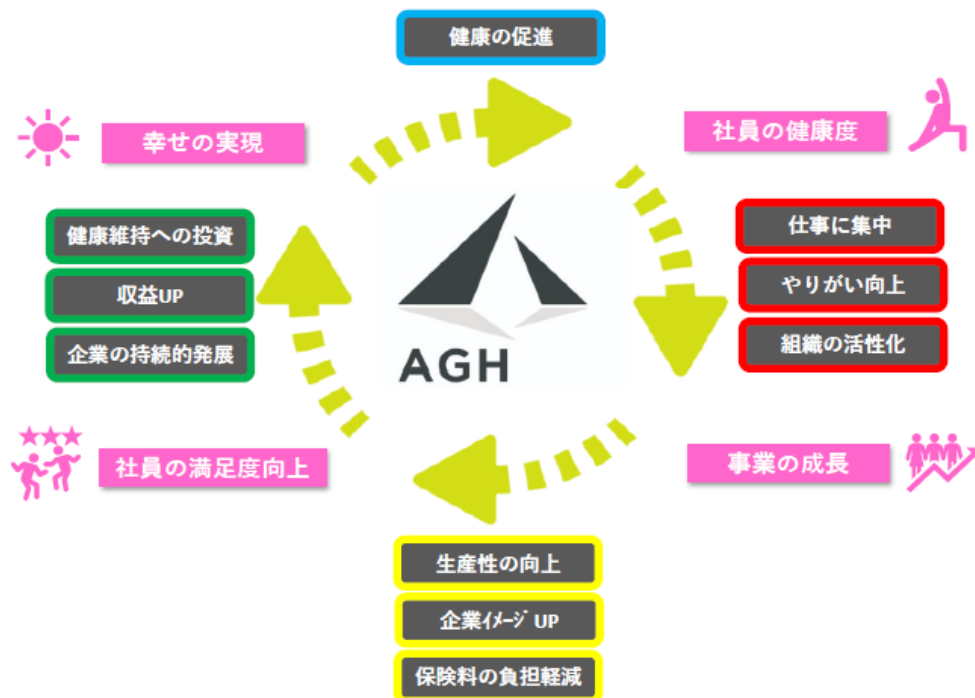 健康の促進
幸せの実現
社員の健康度
健康維持への投資
収益UP
企業の持続的発展
仕事に集中
やりがい向上
組織の活性化
AGH
社員の満足度向上
事業の成長
生産性の向上
企業ｲﾒｰｼﾞUP
保険料の負担軽減